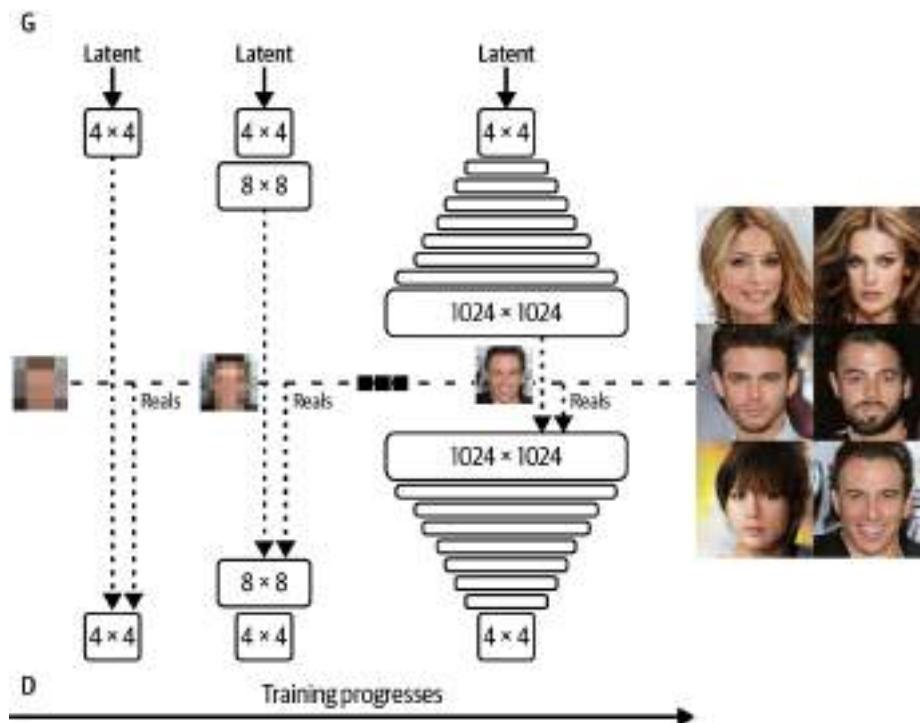 G
Latent Latent Latent
4 × 4 4 × 4 4 × 4
8 × 8
1024 × 1024
Reals Reals Reals
1024 × 1024
8 × 8
4 × 4 4 × 4 4 × 4
D
Training progresses